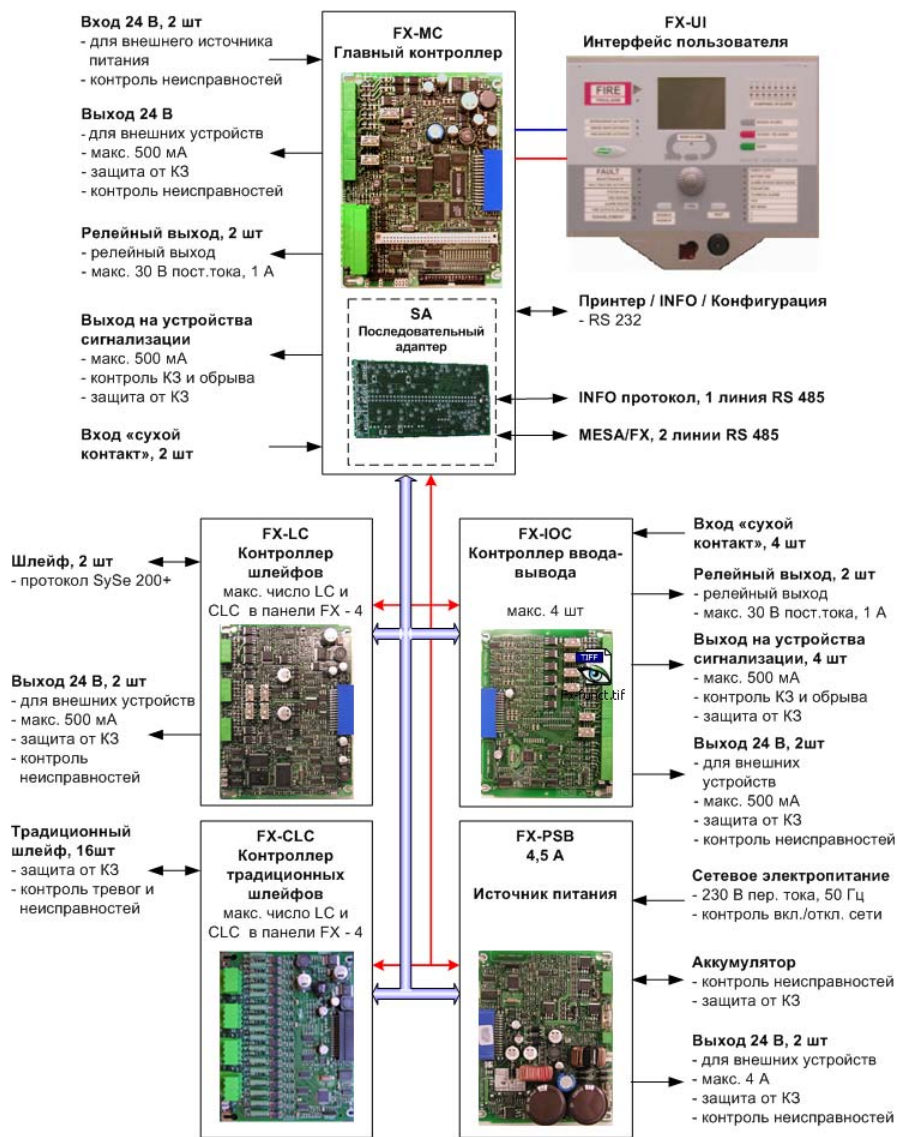 Вход 24 В, 2 шт
- для внешнего источника
питания
- контроль неисправностей
Выход 24 В
- для внешних устройств
- макс. 500 мА
- защита от КЗ
- контроль неисправностей
Релейный выход, 2 шт
- релейный выход
- макс. 30 В пост.тока, 1 А
Выход на устройства
сигнализации
- макс. 500 мА
- контроль КЗ и обрыва
- защита от КЗ
Вход «сухой
контакт», 2 шт
FX-MC
Главный контроллер
SA
Последовательный
адаптер
FX-UI
Интерфейс пользователя
FIRE
FAULT
Принтер / INFO / Конфигурация
- RS 232
INFO протокол, 1 линия RS 485
MESA/FX, 2 линии RS 485
Шлейф, 2 шт
- протокол SySe 200+
Выход 24 В, 2 шт
- для внешних устройств
- макс. 500 мА
- защита от КЗ
- контроль
неисправностей
FX-LC
Контроллер
шлейфов
макс. число LC и
CLC в панели FX - 4
FX-IOC
Контроллер ввода-
вывода
макс. 4 шт
TIFF
Вход «сухой
контакт», 4 шт
Релейный выход, 2 шт
- релейный выход
- макс. 30 В пост.тока, 1 А
Выход на устройства
сигнализации, 4 шт
- макс. 500 мА
- контроль КЗ и обрыва
- защита от КЗ
Выход 24 В, 2шт
- для внешних
устройств
- макс. 500 мА
- защита от КЗ
- контроль неисправностей
Традиционный
шлейф, 16шт
- защита от КЗ
- контроль тревог и
неисправностей
FX-CLC
Контроллер
традиционных
шлейфов
макс. число LC и
CLC в панели FX - 4
FX-PSB
4,5 А
Источник питания
Сетевое электропитание
- 230 В пер. тока, 50 Гц
- контроль вкл./откл. сети
Аккумулятор
- контроль неисправностей
- защита от КЗ
Выход 24 В, 2 шт
- для внешних устройств
- макс. 4 А
- защита от КЗ
- контроль неисправностей